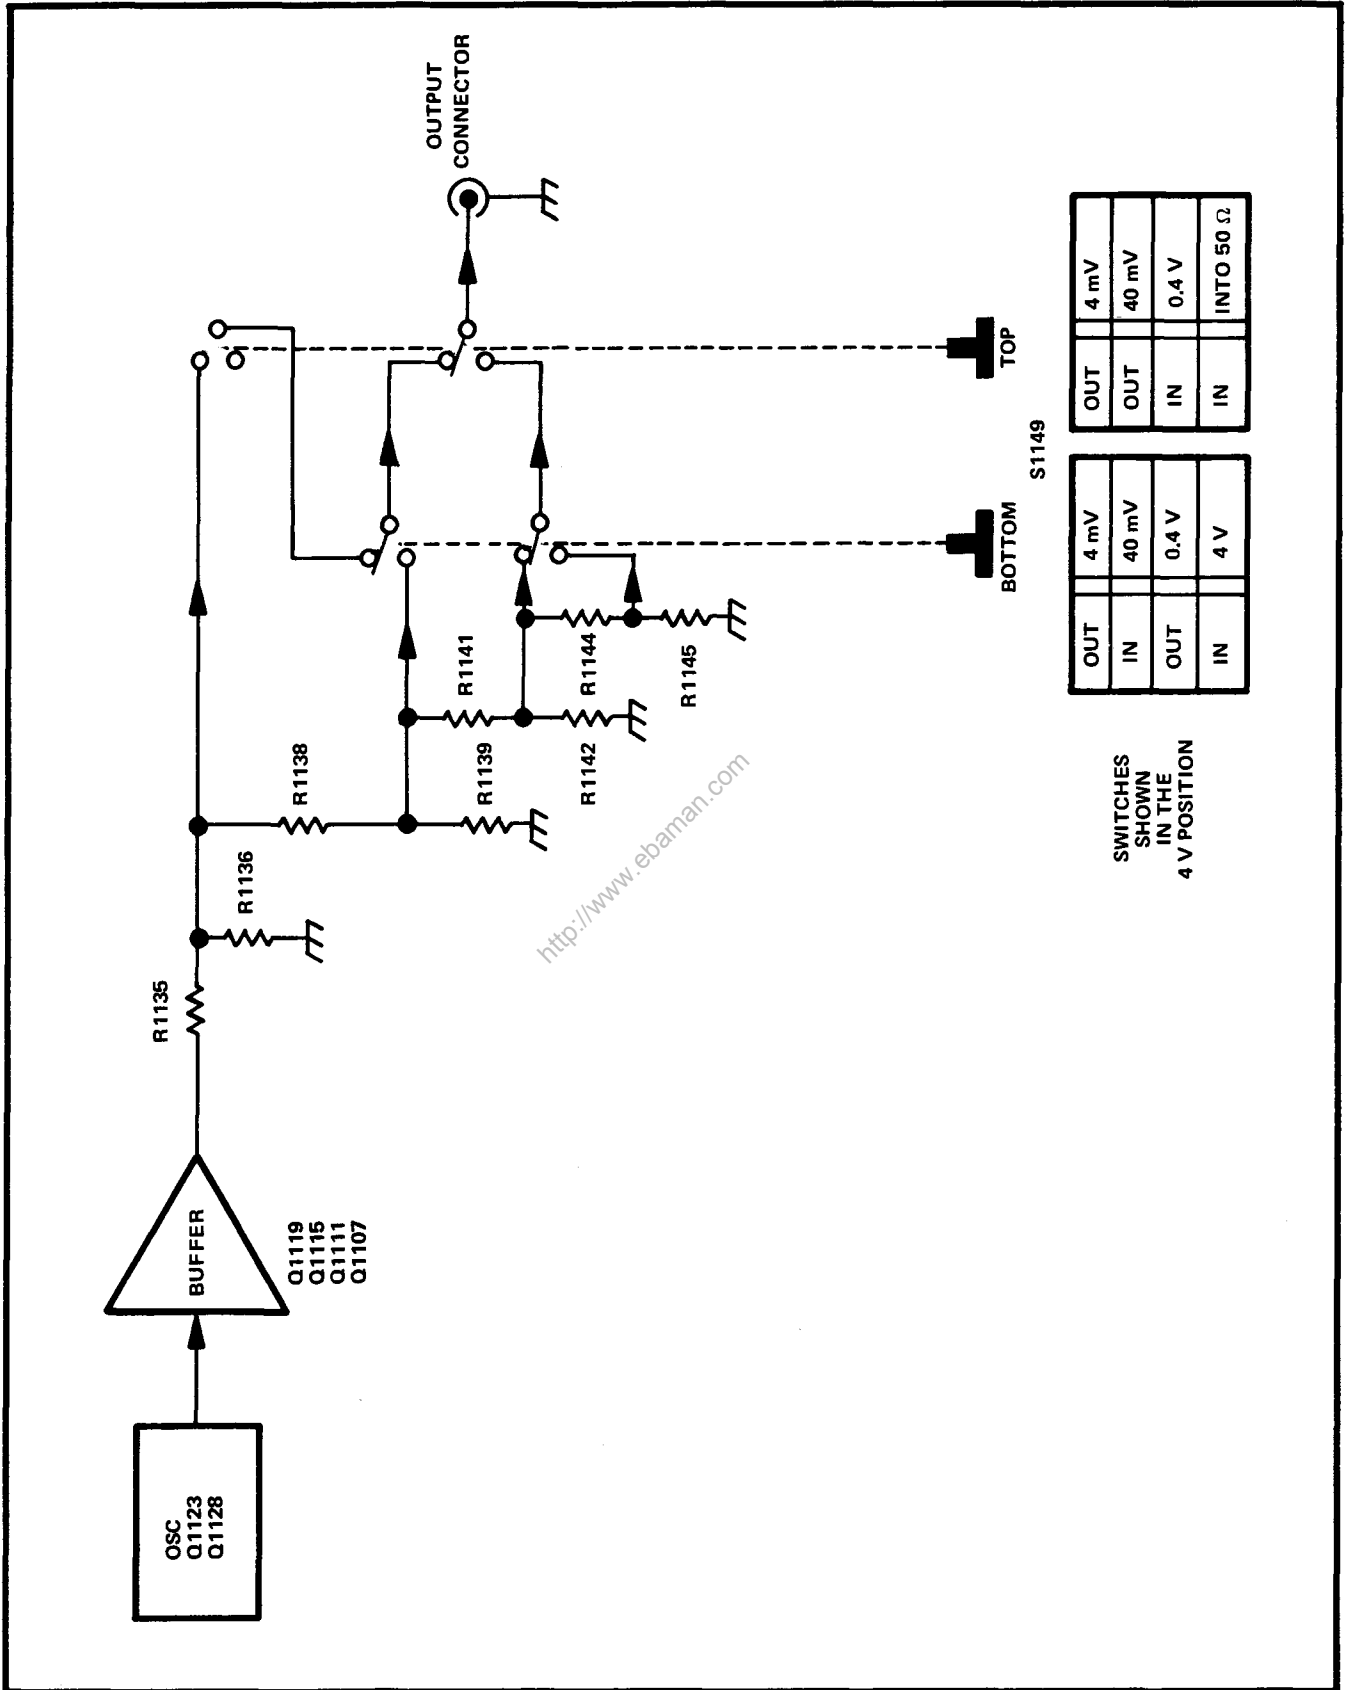 OSC
Q1123
Q1128
BUFFER
Q1119
Q1115
Q1111
Q1107
R1135
R1136
R1138
R1139
R1141
R1142
R1144
R1145
OUTPUT
CONNECTOR
BOTTOM
TOP
S1149
SWITCHES
SHOWN
IN THE
4 V POSITION
OUT 4 mV
IN 40 mV
OUT 0.4 V
IN 4 V
OUT 4 mV
OUT 40 mV
IN 0.4 V
IN INTO 50 Ω
http://www.ebaman.com